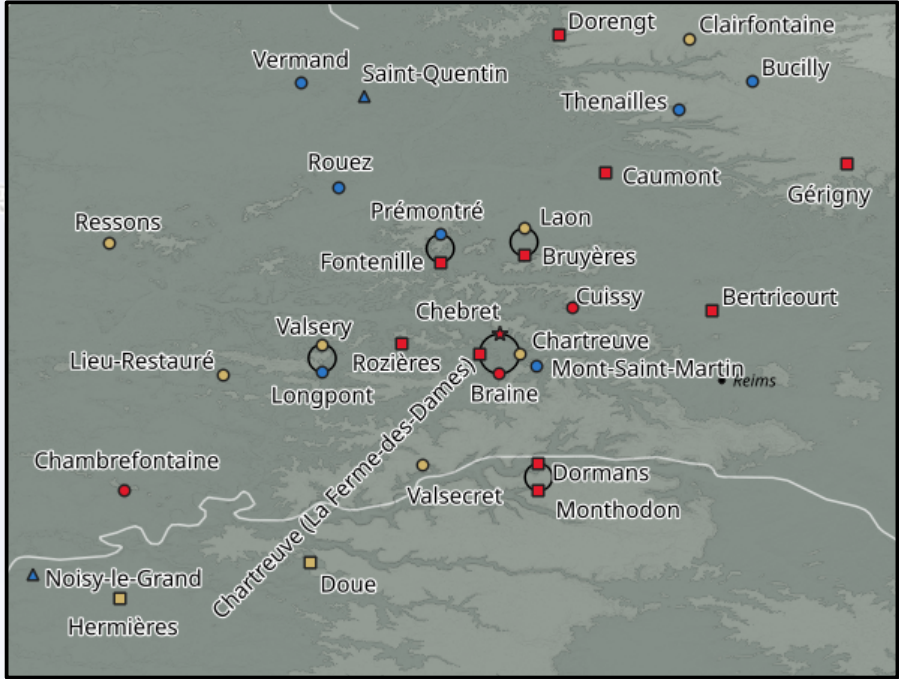 Dorengt
Clairfontaine
Vermand
Saint-Quentin
Bucilly
Thenailles
Rouez
Caumont
Gérigny
Ressons
Prémontré
Laon
Fontenille
Bruyères
Cuissy
Bertricourt
Chebret
Valsery
Chartreuve
Lieu-Restauré
Rozières
Mont-Saint-Martin
Reims
Longpont
Braine
Chartreuve (La Ferme-des-Dames)
Chambrefontaine
Valsecret
Dormans
Monthodon
Noisy-le-Grand
Doue
Hermières